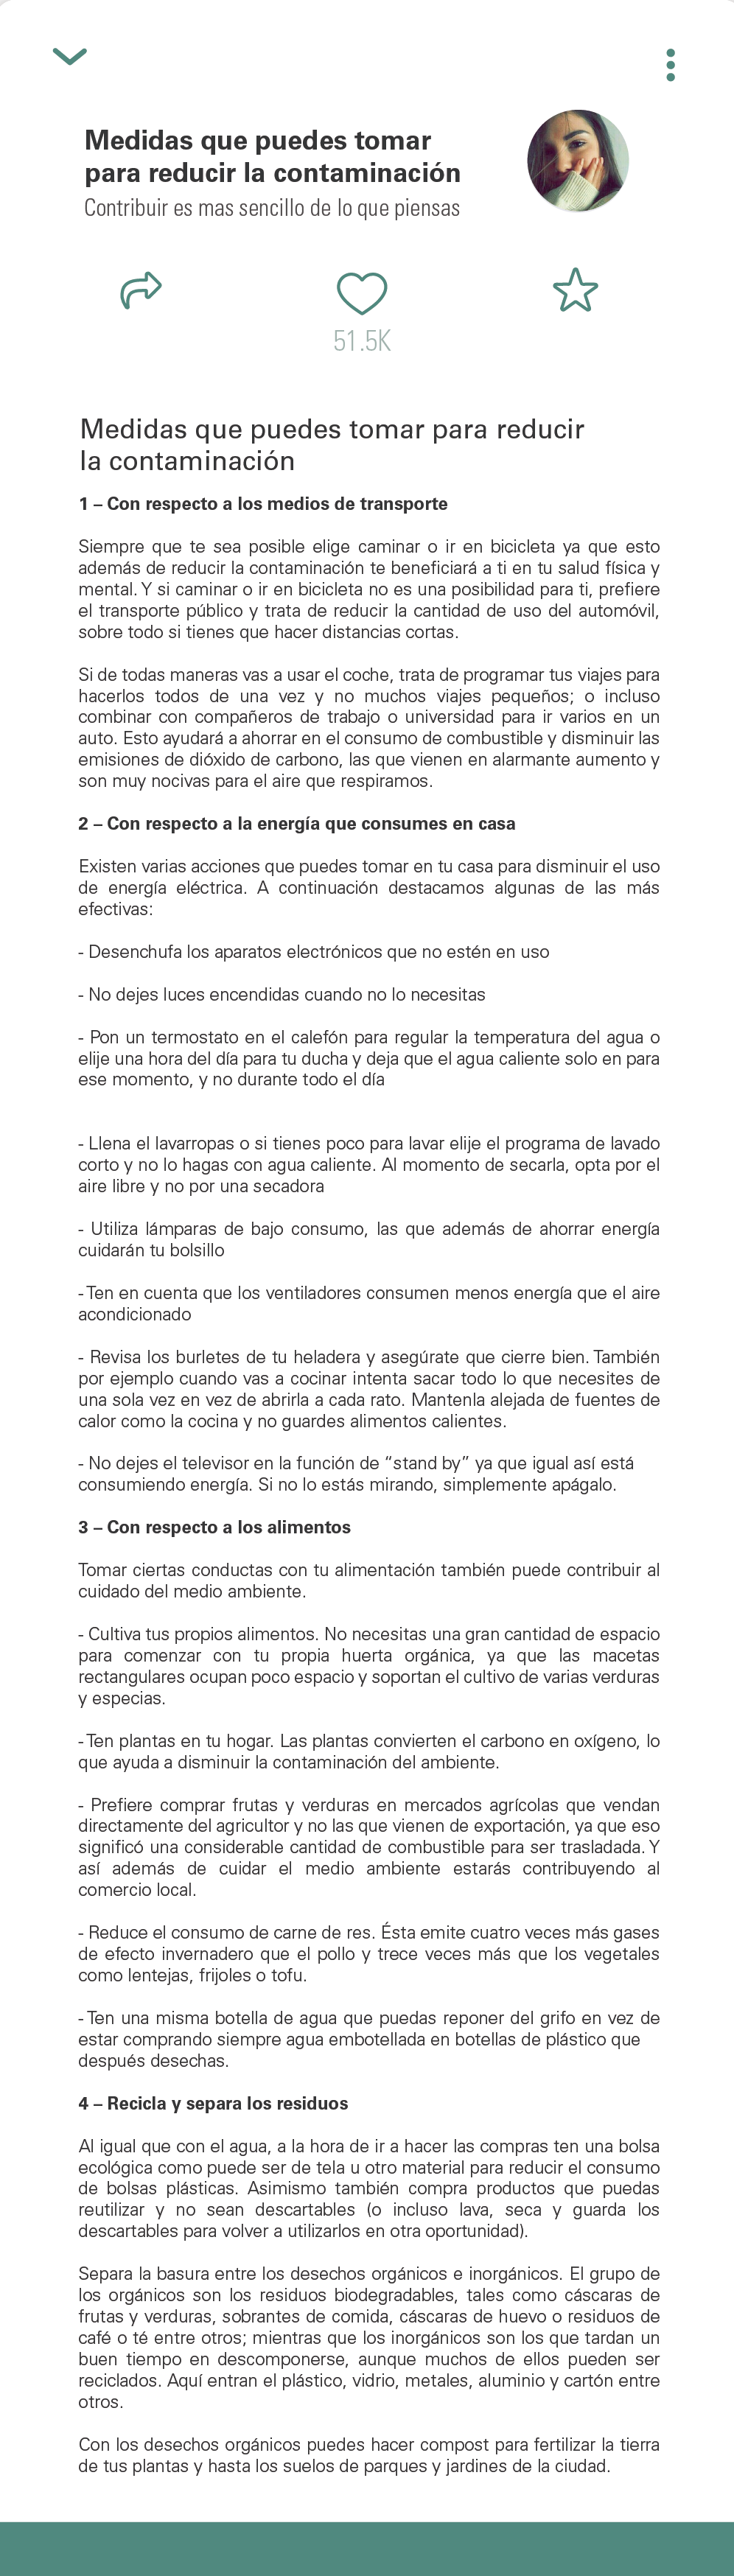 Medidas que puedes tomar
para reducir la contaminación
Contribuir es mas sencillo de lo que piensas
51.5K
Medidas que puedes tomar para reducir
la contaminación
1 – Con respecto a los medios de transporte
Siempre que te sea posible elige caminar o ir en bicicleta ya que esto
además de reducir la contaminación te beneficiará a ti en tu salud física y
mental. Y si caminar o ir en bicicleta no es una posibilidad para ti, prefiere
el transporte público y trata de reducir la cantidad de uso del automóvil,
sobre todo si tienes que hacer distancias cortas.
Si de todas maneras vas a usar el coche, trata de programar tus viajes para
hacerlos todos de una vez y no muchos viajes pequeños; o incluso
combinar con compañeros de trabajo o universidad para ir varios en un
auto. Esto ayudará a ahorrar en el consumo de combustible y disminuir las
emisiones de dióxido de carbono, las que vienen en alarmante aumento y
son muy nocivas para el aire que respiramos.
2 – Con respecto a la energía que consumes en casa
Existen varias acciones que puedes tomar en tu casa para disminuir el uso
de energía eléctrica. A continuación destacamos algunas de las más
efectivas:
- Desenchufa los aparatos electrónicos que no estén en uso
- No dejes luces encendidas cuando no lo necesitas
- Pon un termostato en el calefón para regular la temperatura del agua o
elije una hora del día para tu ducha y deja que el agua caliente solo en para
ese momento, y no durante todo el día
- Llena el lavarropas o si tienes poco para lavar elije el programa de lavado
corto y no lo hagas con agua caliente. Al momento de secarla, opta por el
aire libre y no por una secadora
- Utiliza lámparas de bajo consumo, las que además de ahorrar energía
cuidarán tu bolsillo
- Ten en cuenta que los ventiladores consumen menos energía que el aire
acondicionado
- Revisa los burletes de tu heladera y asegúrate que cierre bien. También
por ejemplo cuando vas a cocinar intenta sacar todo lo que necesites de
una sola vez en vez de abrirla a cada rato. Mantenla alejada de fuentes de
calor como la cocina y no guardes alimentos calientes.
- No dejes el televisor en la función de “stand by” ya que igual así está
consumiendo energía. Si no lo estás mirando, simplemente apágalo.
3 – Con respecto a los alimentos
Tomar ciertas conductas con tu alimentación también puede contribuir al
cuidado del medio ambiente.
- Cultiva tus propios alimentos. No necesitas una gran cantidad de espacio
para comenzar con tu propia huerta orgánica, ya que las macetas
rectangulares ocupan poco espacio y soportan el cultivo de varias verduras
y especias.
- Ten plantas en tu hogar. Las plantas convierten el carbono en oxígeno, lo
que ayuda a disminuir la contaminación del ambiente.
- Prefiere comprar frutas y verduras en mercados agrícolas que vendan
directamente del agricultor y no las que vienen de exportación, ya que eso
significó una considerable cantidad de combustible para ser trasladada. Y
así además de cuidar el medio ambiente estarás contribuyendo al
comercio local.
- Reduce el consumo de carne de res. Ésta emite cuatro veces más gases
de efecto invernadero que el pollo y trece veces más que los vegetales
como lentejas, frijoles o tofu.
- Ten una misma botella de agua que puedas reponer del grifo en vez de
estar comprando siempre agua embotellada en botellas de plástico que
después desechas.
4 – Recicla y separa los residuos
Al igual que con el agua, a la hora de ir a hacer las compras ten una bolsa
ecológica como puede ser de tela u otro material para reducir el consumo
de bolsas plásticas. Asimismo también compra productos que puedas
reutilizar y no sean descartables (o incluso lava, seca y guarda los
descartables para volver a utilizarlos en otra oportunidad).
Separa la basura entre los desechos orgánicos e inorgánicos. El grupo de
los orgánicos son los residuos biodegradables, tales como cáscaras de
frutas y verduras, sobrantes de comida, cáscaras de huevo o residuos de
café o té entre otros; mientras que los inorgánicos son los que tardan un
buen tiempo en descomponerse, aunque muchos de ellos pueden ser
reciclados. Aquí entran el plástico, vidrio, metales, aluminio y cartón entre
otros.
Con los desechos orgánicos puedes hacer compost para fertilizar la tierra
de tus plantas y hasta los suelos de parques y jardines de la ciudad.